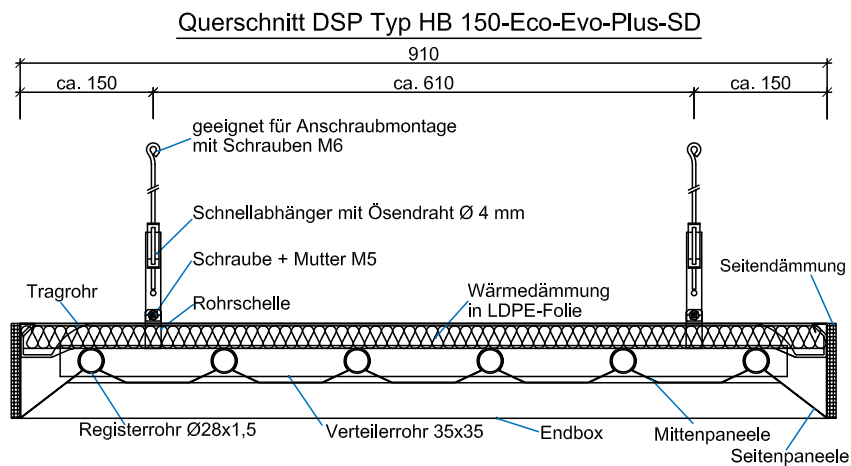 Querschnitt DSP Typ HB 150-Eco-Evo-Plus-SD
910
ca. 150
ca. 610
ca. 150
geeignet für Anschraubmontage
mit Schrauben M6
Schnellabhänger mit Ösendraht Ø 4 mm
Schraube + Mutter M5
Seitendämmung
Tragrohr
Rohrschelle
Wärmedämmung
in LDPE-Folie
Registerrohr Ø28x1,5
Verteilerrohr 35x35
Endbox
Mittenpaneele
Seitenpaneele